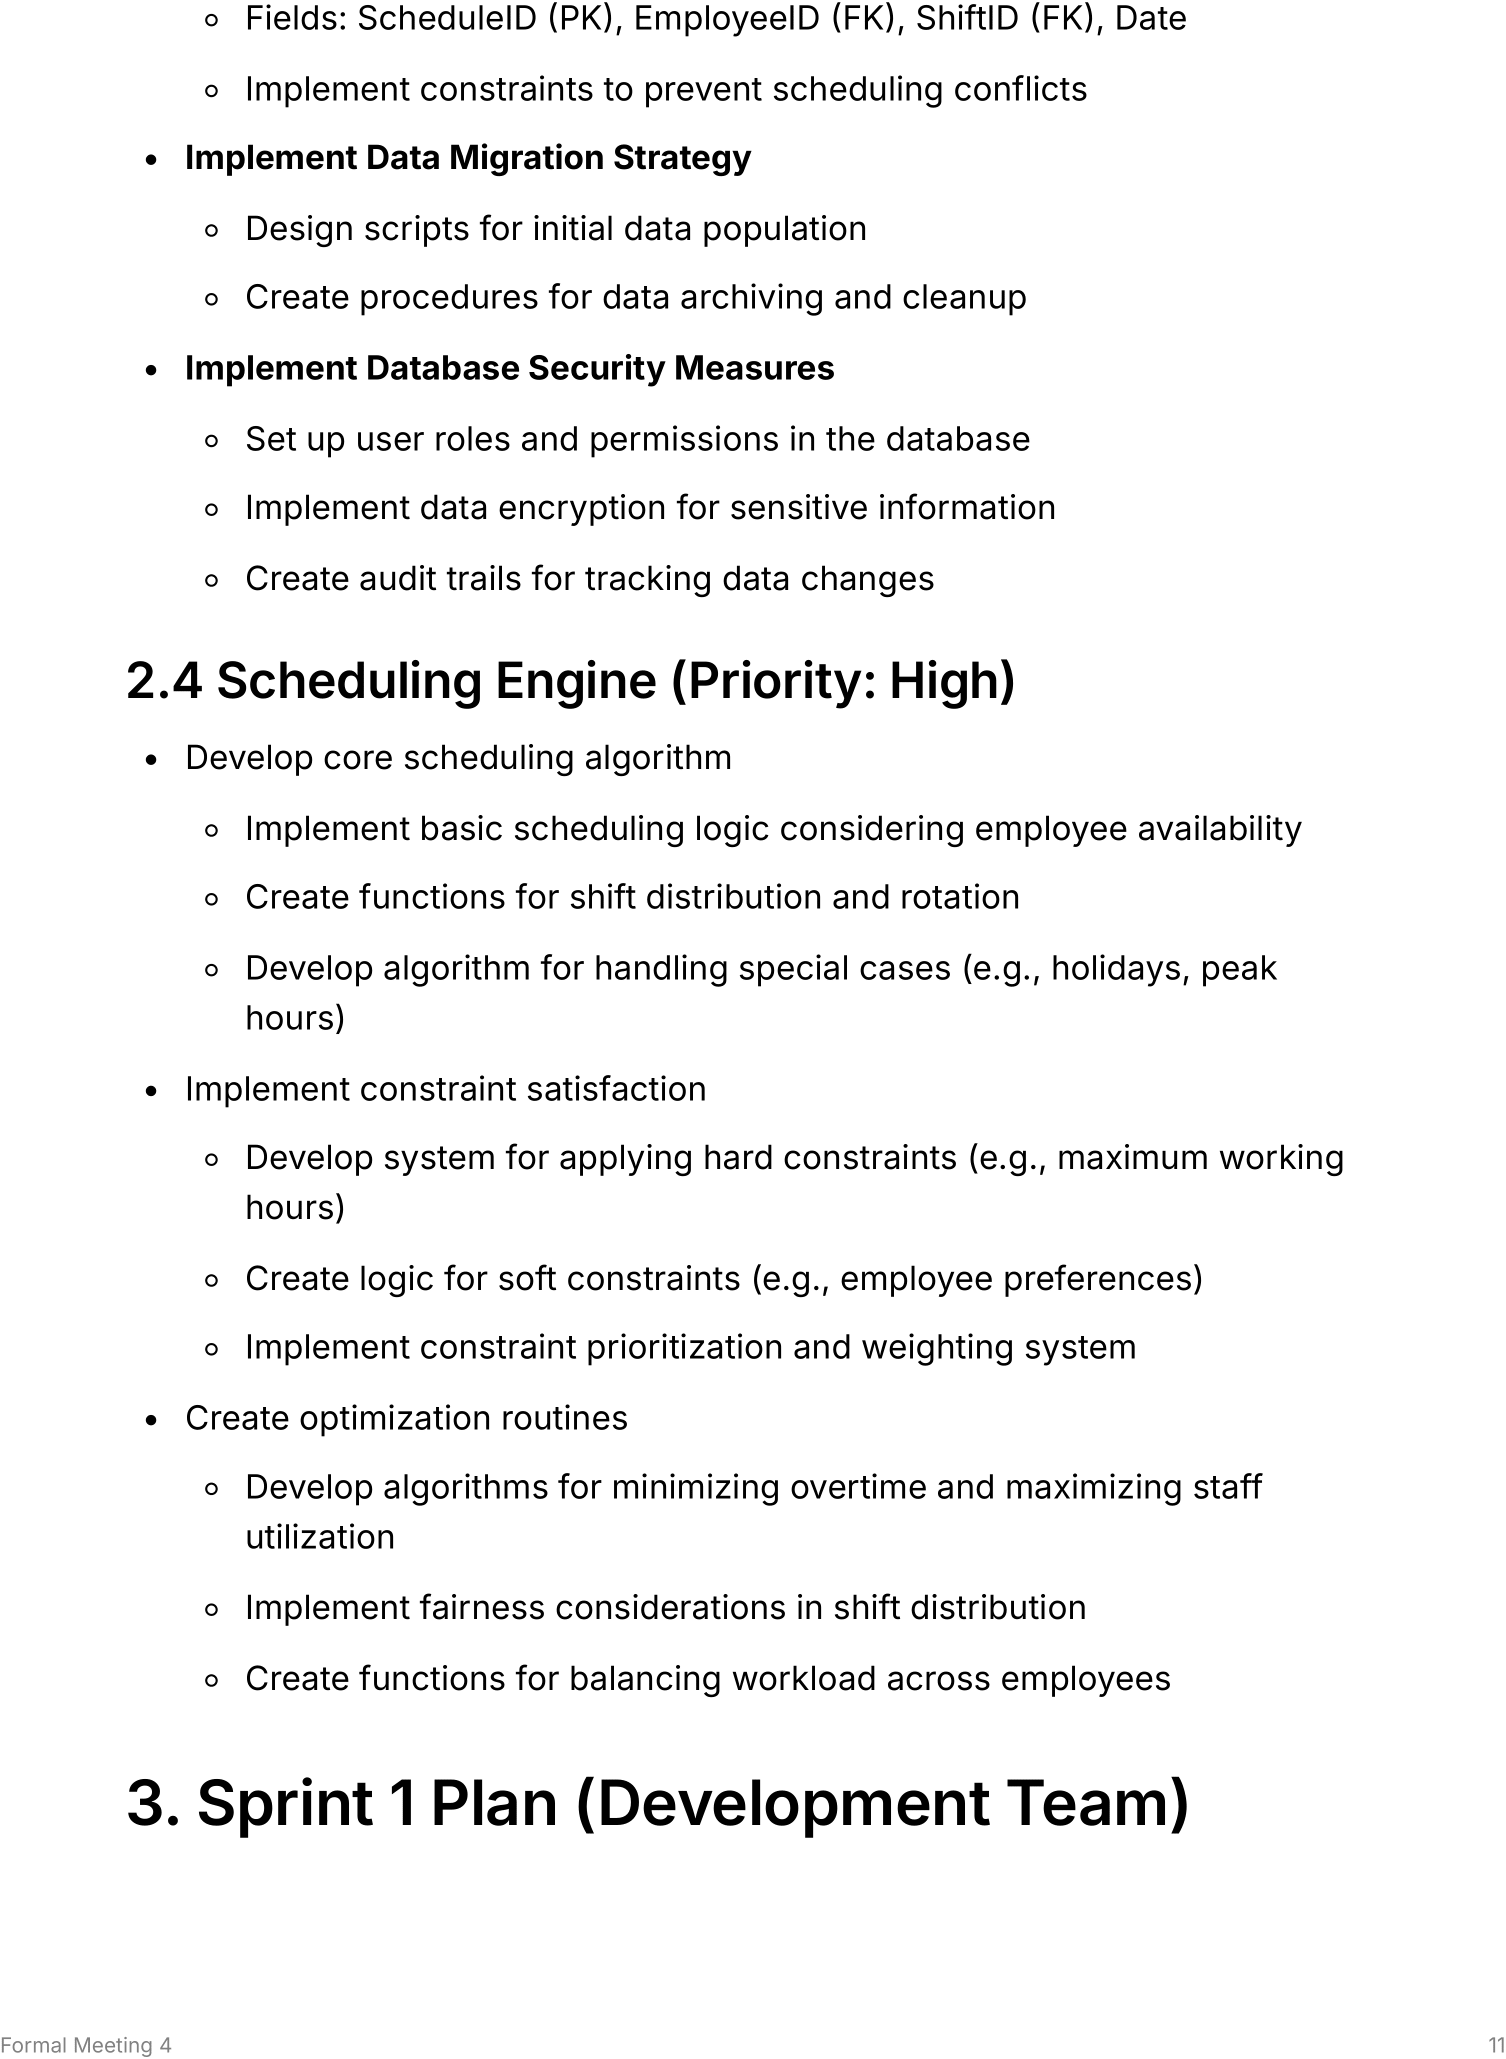 Fields: ScheduleID (PK), EmployeeID (FK), ShiftID (FK), Date
Implement constraints to prevent scheduling conflicts
Implement Data Migration Strategy
Design scripts for initial data population
Create procedures for data archiving and cleanup
Implement Database Security Measures
Set up user roles and permissions in the database
Implement data encryption for sensitive information
Create audit trails for tracking data changes
2.4 Scheduling Engine (Priority: High)
Develop core scheduling algorithm
Implement basic scheduling logic considering employee availability
Create functions for shift distribution and rotation
Develop algorithm for handling special cases (e.g., holidays, peak
hours)
Implement constraint satisfaction
Develop system for applying hard constraints (e.g., maximum working
hours)
Create logic for soft constraints (e.g., employee preferences)
Implement constraint prioritization and weighting system
Create optimization routines
Develop algorithms for minimizing overtime and maximizing staff
utilization
Implement fairness considerations in shift distribution
Create functions for balancing workload across employees
3. Sprint 1 Plan (Development Team)
Formal Meeting 4
11